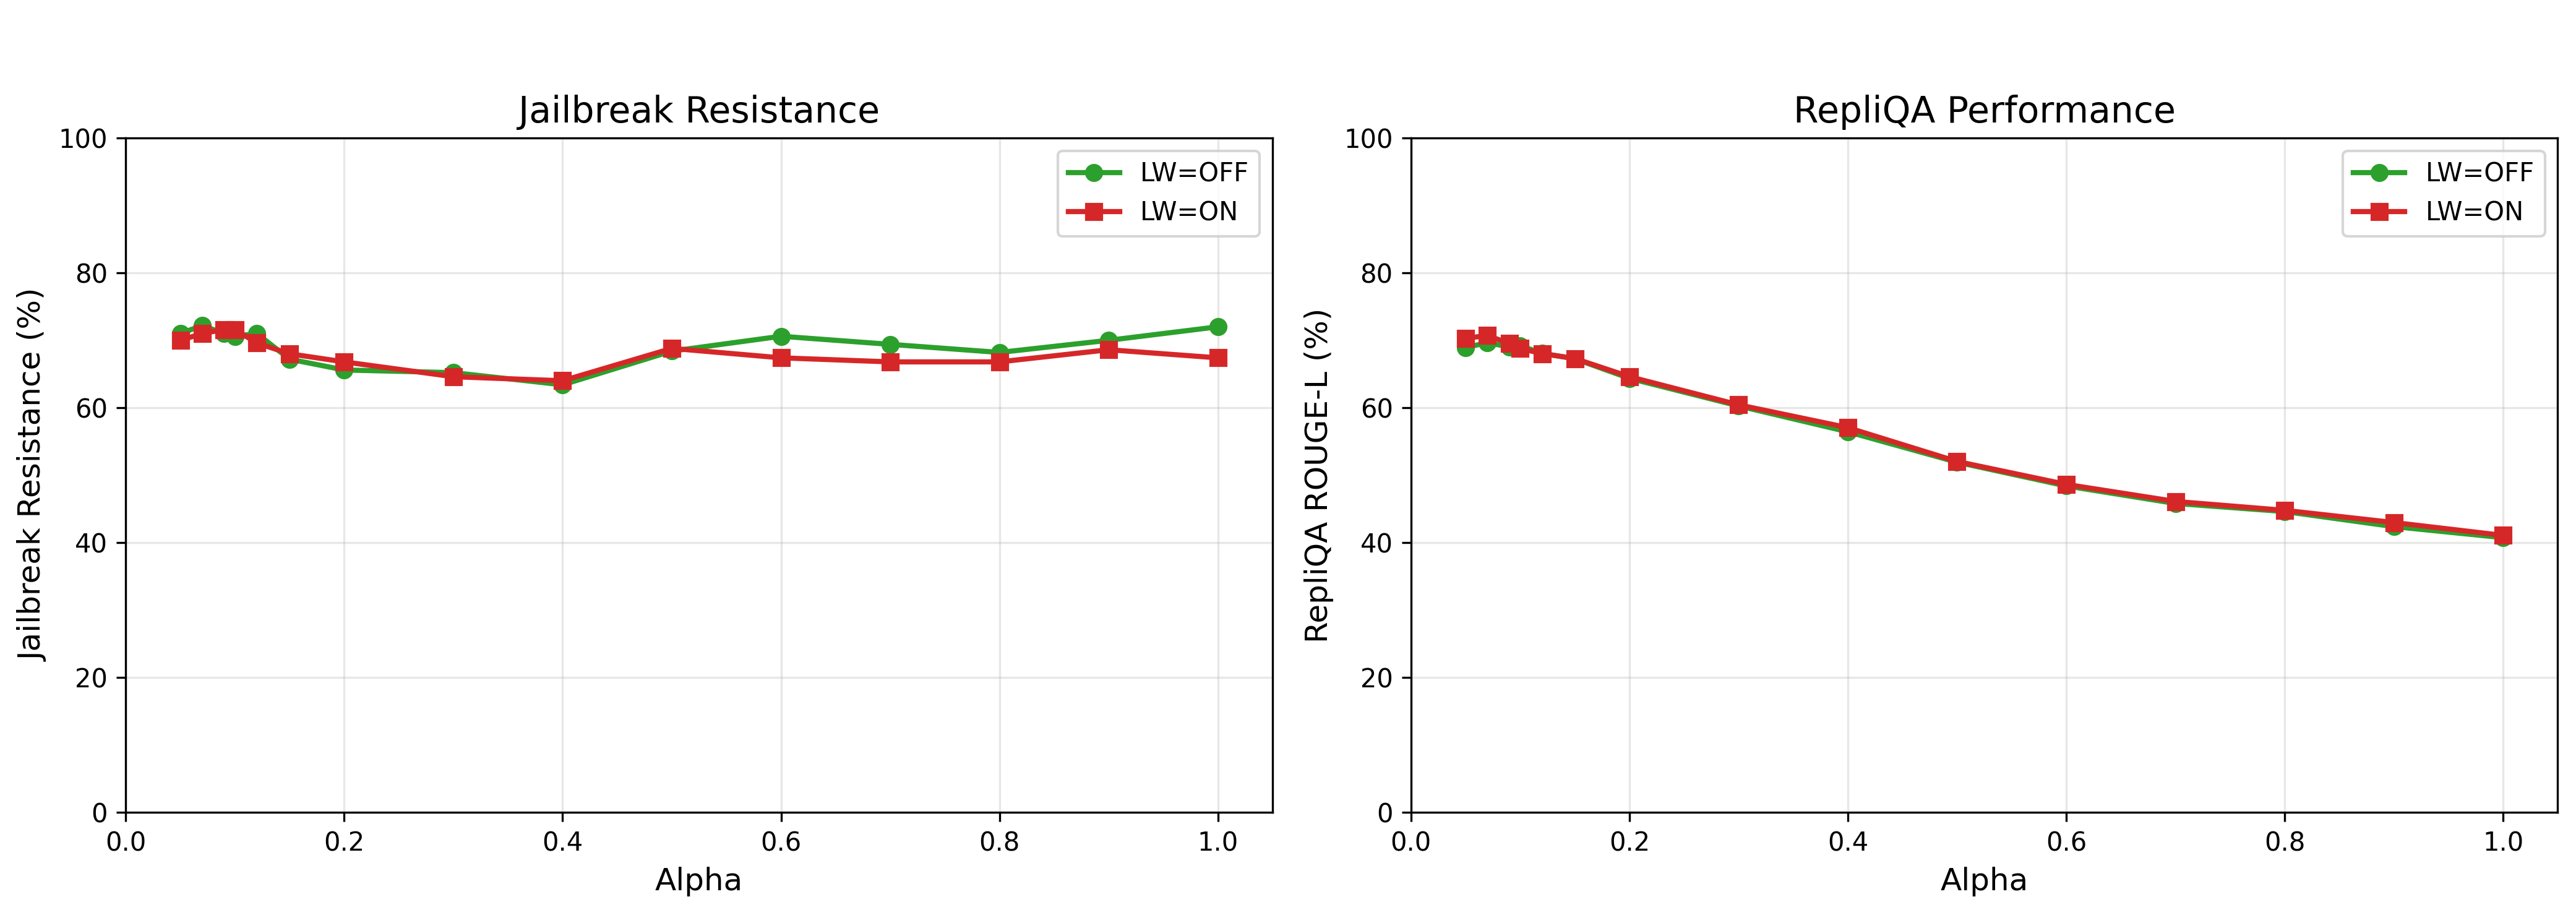 Jailbreak Resistance
Jailbreak Resistance (%)
100
80
60
40
20
0
0.0 0.2 0.4 0.6 0.8 1.0
Alpha
LW=OFF
LW=ON
RepliQA Performance
RepliQA ROUGE-L (%)
100
80
60
40
20
0
0.0 0.2 0.4 0.6 0.8 1.0
Alpha
LW=OFF
LW=ON